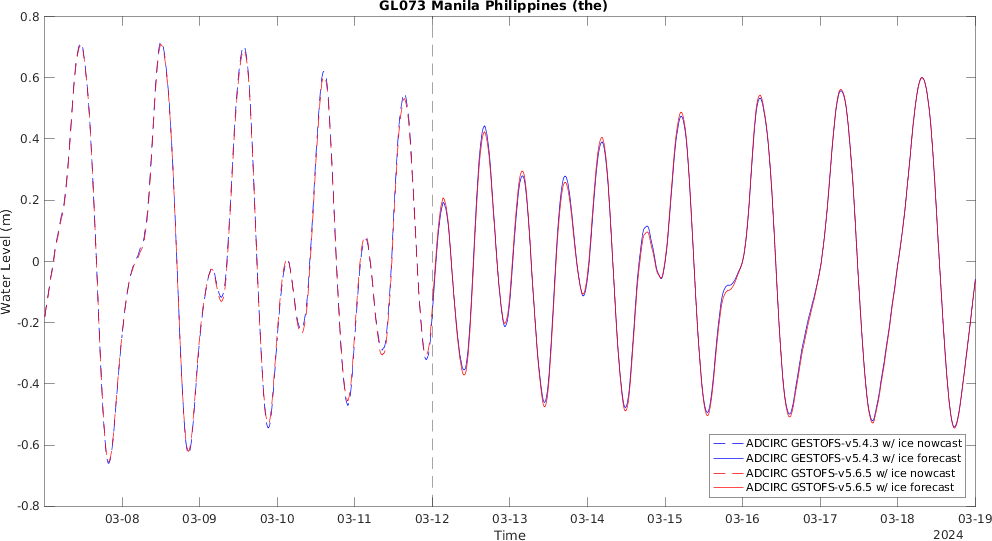 GL073 Manila Philippines (the)
0.8
0.6
0.4
0.2
0
-0.2
-0.4
-0.6
-0.8
Water Level (m)
03-08 03-09 03-10 03-11 03-12 03-13 03-14 03-15 03-16 03-17 03-18 03-19
Time
2024
ADCIRC GESTOFS-v5.4.3 w/ ice nowcast
ADCIRC GESTOFS-v5.4.3 w/ ice forecast
ADCIRC GSTOFS-v5.6.5 w/ ice nowcast
ADCIRC GSTOFS-v5.6.5 w/ ice forecast